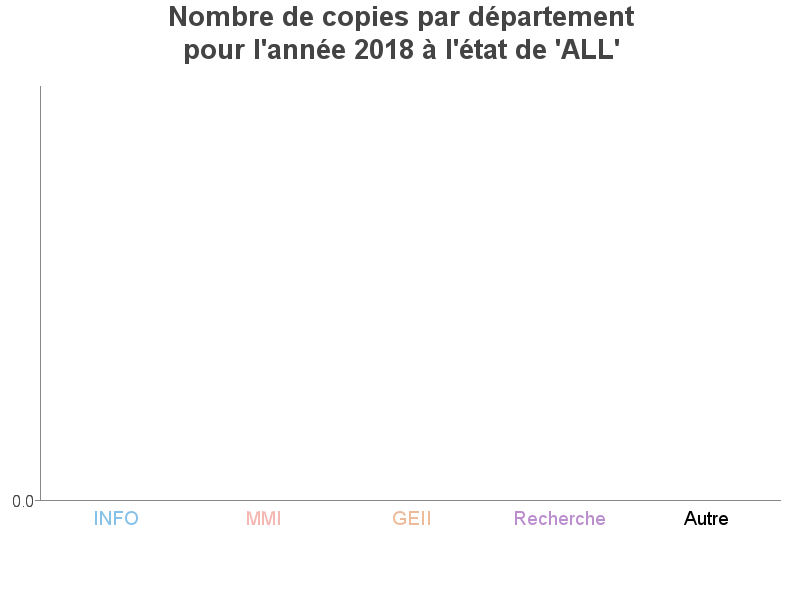 Nombre de copies par département
pour l'année 2018 à l'état de 'ALL'
0.0
INFO MMI GEII Recherche Autre